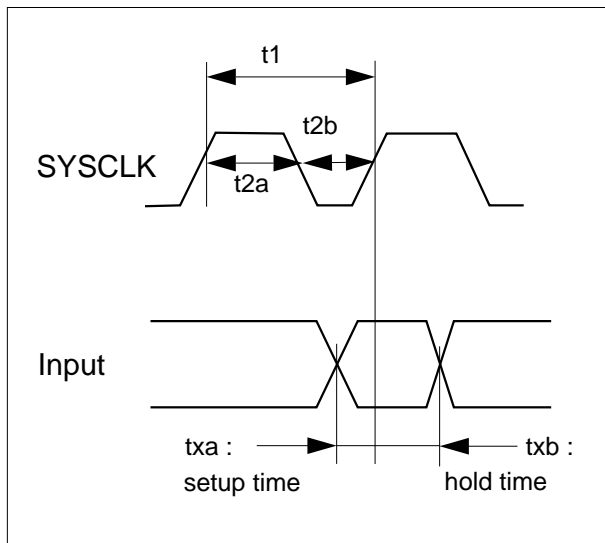 t1
t2b
SYSCLK
t2a
Input
txa :
txb :
setup time
hold time